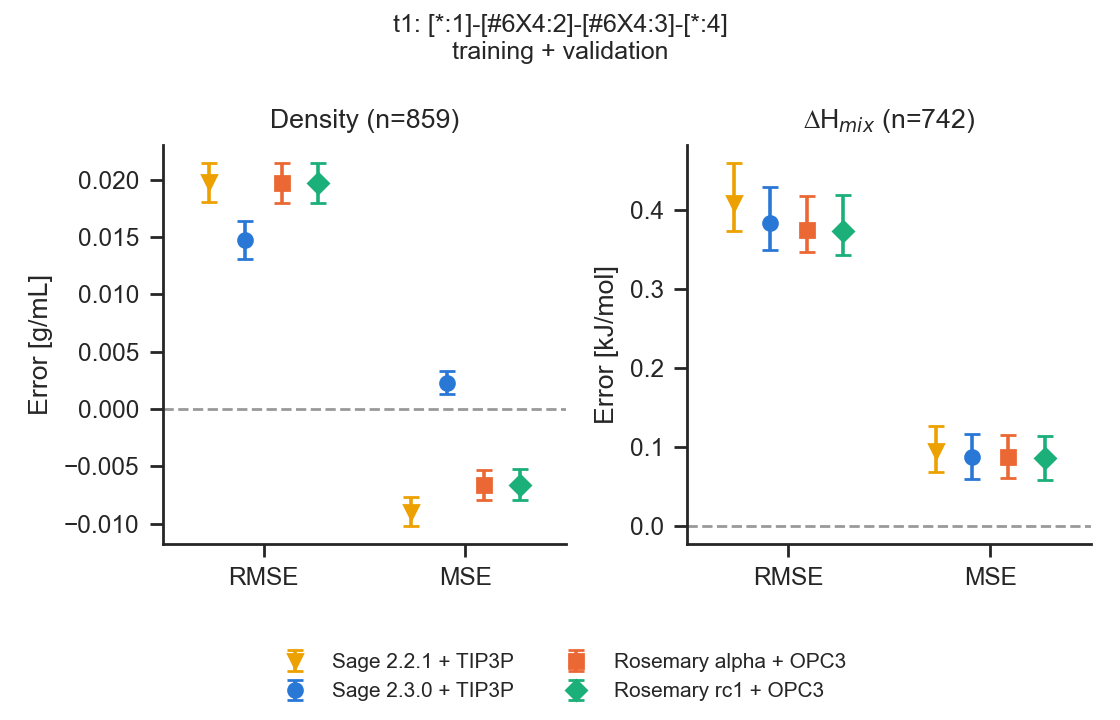 t1: [*:1]-[#6X4:2]-[#6X4:3]-[*:4]
training + validation
Density (n=859)
Error [g/mL]
0.020
0.015
0.010
0.005
0.000
−0.005
−0.010
RMSE
MSE
ΔHmix (n=742)
Error [kJ/mol]
0.4
0.3
0.2
0.1
0.0
RMSE
MSE
Sage 2.2.1 + TIP3P
Sage 2.3.0 + TIP3P
Rosemary alpha + OPC3
Rosemary rc1 + OPC3